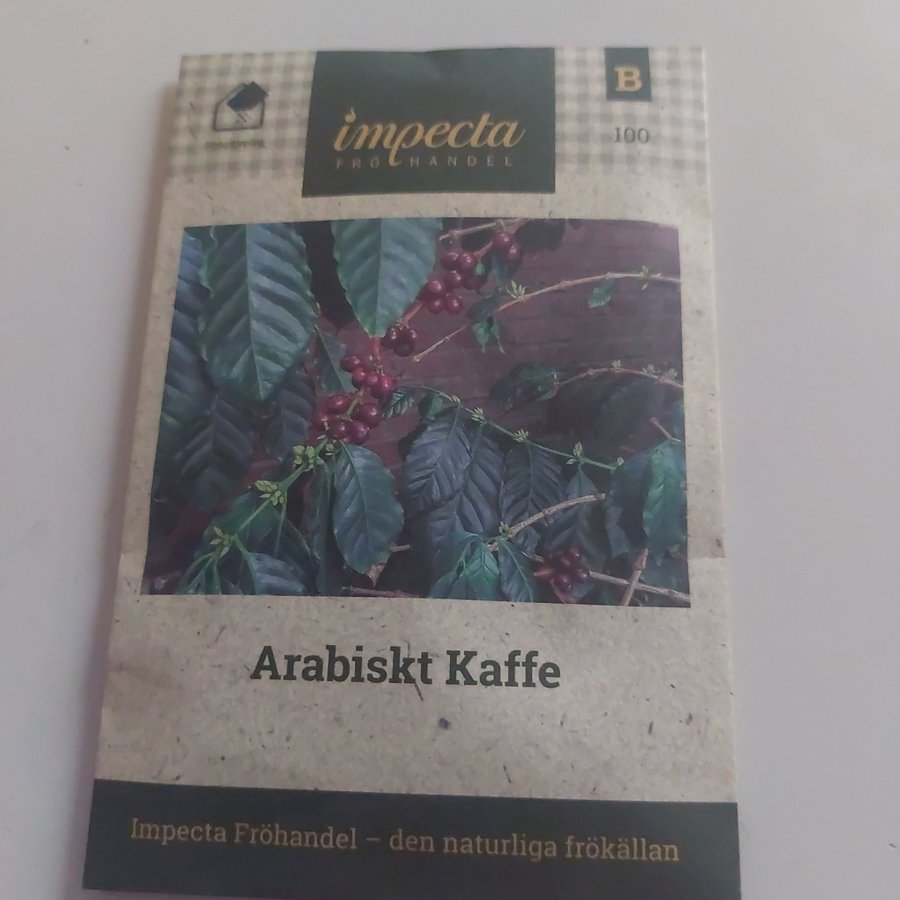 impecta
FRÖHANDEL
B
100
Arabiskt Kaffe
Impecta Fröhandel – den naturliga frökällan